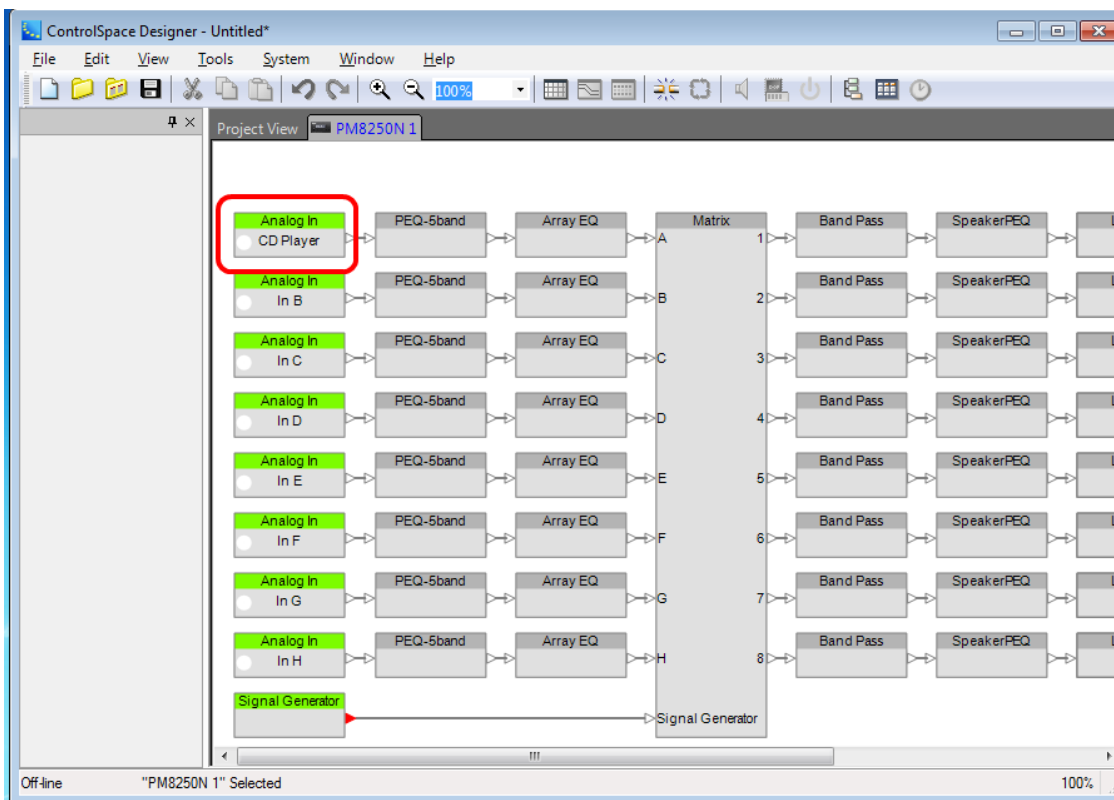 ControlSpace Designer - Untitled*
File Edit View Tools System Window Help
100%
Project View PM8250N 1
Analog In PEQ-5band Array EQ Matrix Band Pass SpeakerPEQ L
CD Player A 1
Analog In PEQ-5band Array EQ Band Pass SpeakerPEQ L
In B B 2
Analog In PEQ-5band Array EQ Band Pass SpeakerPEQ L
In C C 3
Analog In PEQ-5band Array EQ Band Pass SpeakerPEQ L
In D D 4
Analog In PEQ-5band Array EQ Band Pass SpeakerPEQ L
In E E 5
Analog In PEQ-5band Array EQ Band Pass SpeakerPEQ L
In F F 6
Analog In PEQ-5band Array EQ Band Pass SpeakerPEQ L
In G G 7
Analog In PEQ-5band Array EQ Band Pass SpeakerPEQ L
In H H 8
Signal Generator
Signal Generator
Off-line "PM8250N 1" Selected 100%